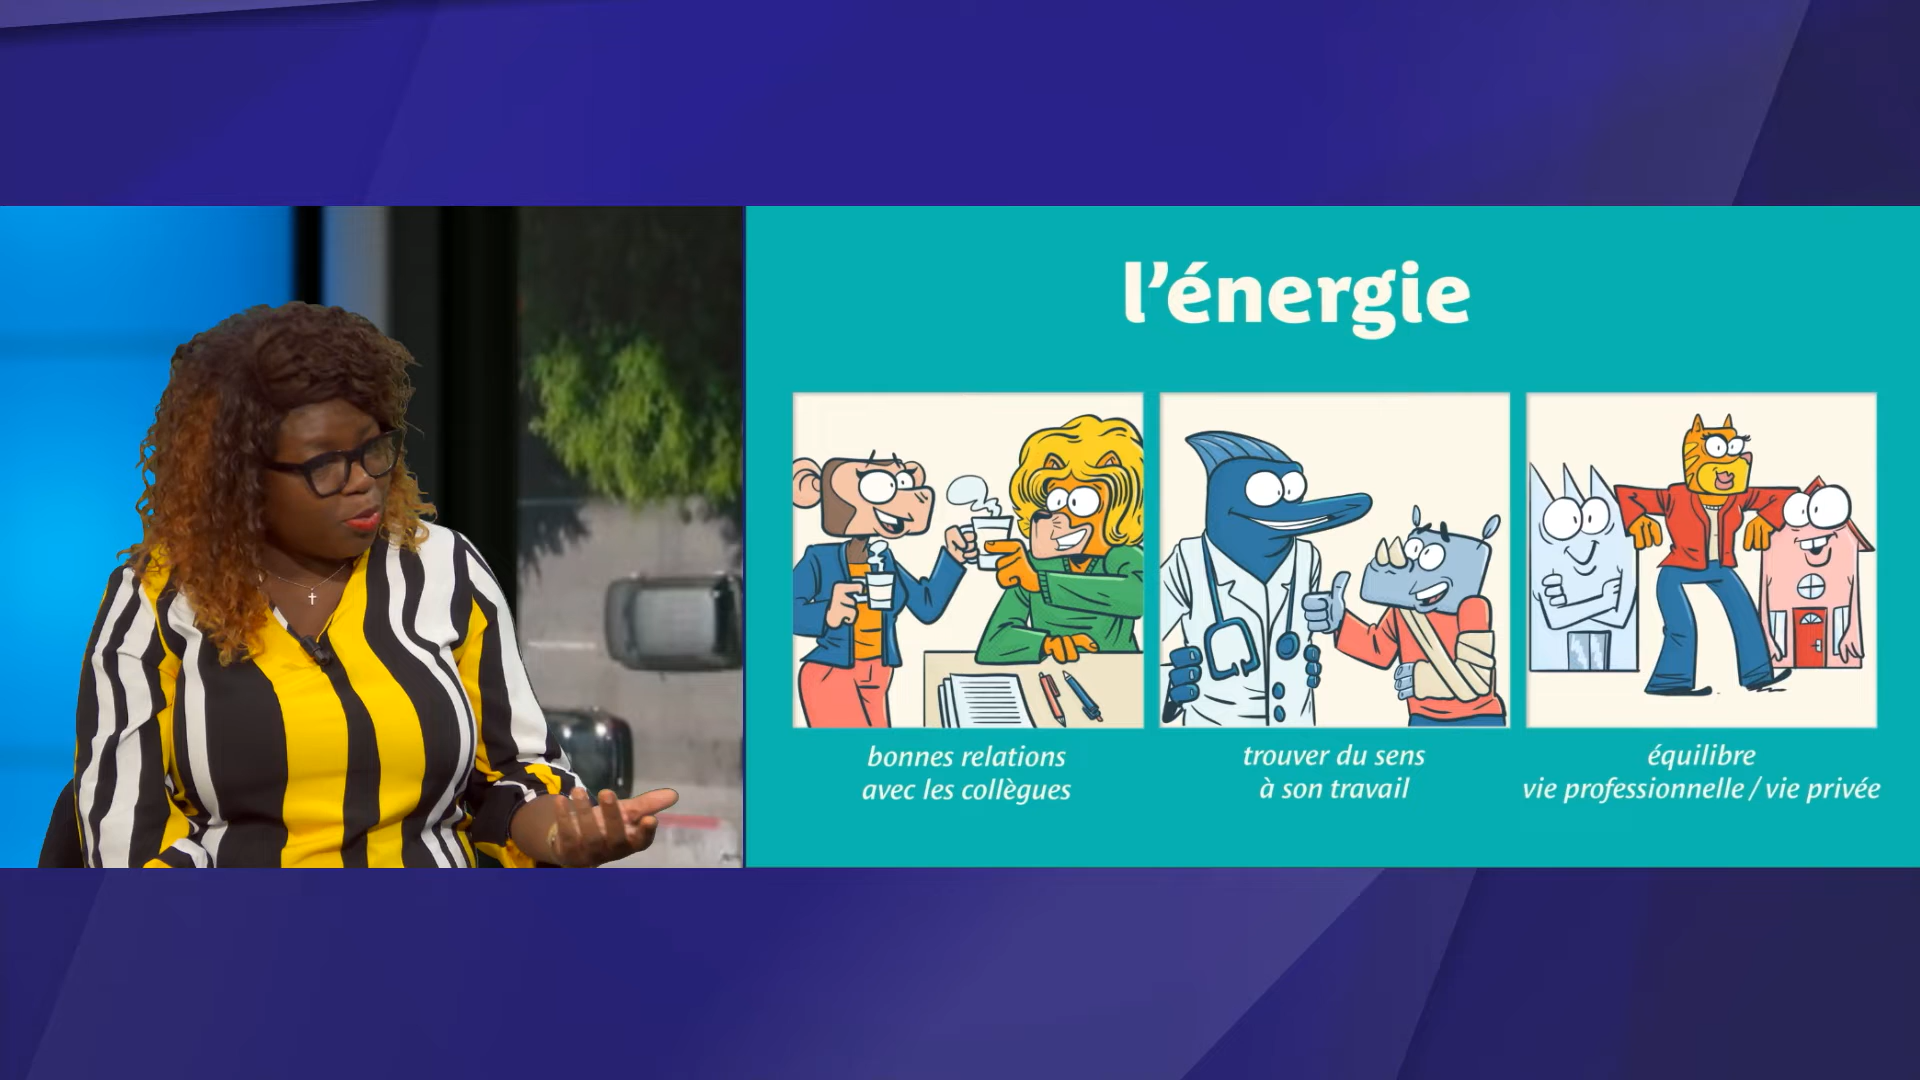 l’énergie
bonnes relations
avec les collègues
trouver du sens
à son travail
équilibre
vie professionnelle / vie privée